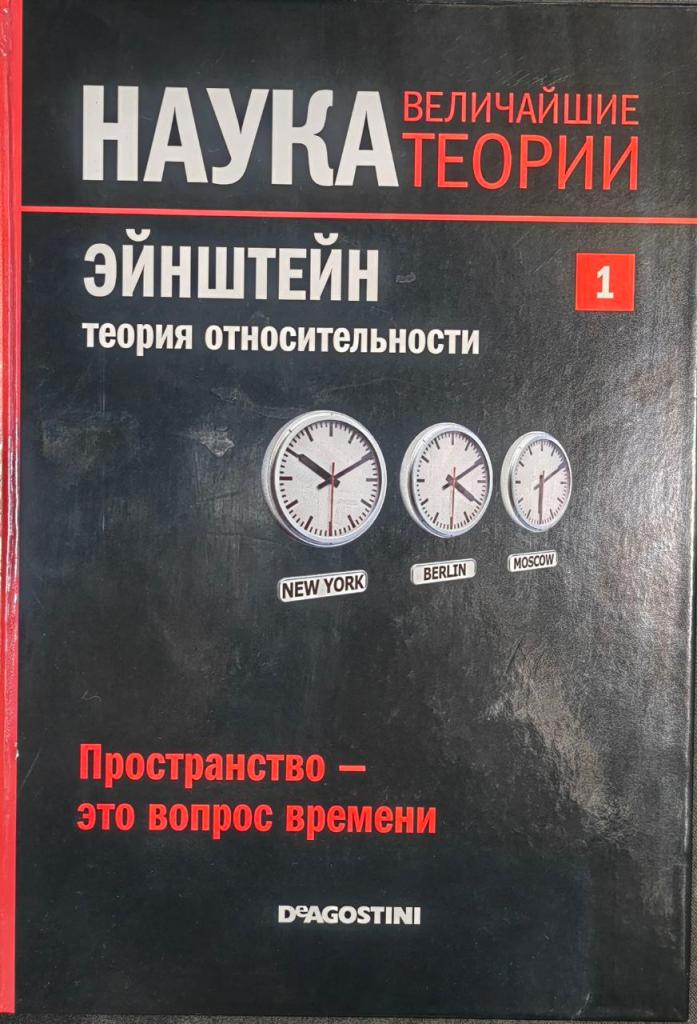 НАУКА ВЕЛИЧАЙШИЕ
ТЕОРИИ
ЭЙНШТЕЙН
1
теория относительности
NEW YORK
BERLIN
MOSCOW
Пространство —
это вопрос времени
DeAGOSTINI